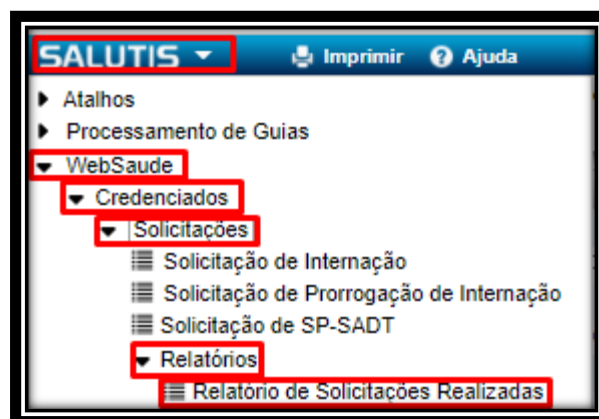 SALUTIS Imprimir Ajuda
Atalhos
Processamento de Guias
WebSaude
Credenciados
Solicitações
Solicitação de Internação
Solicitação de Prorrogação de Internação
Solicitação de SP-SADT
Relatórios
Relatório de Solicitações Realizadas